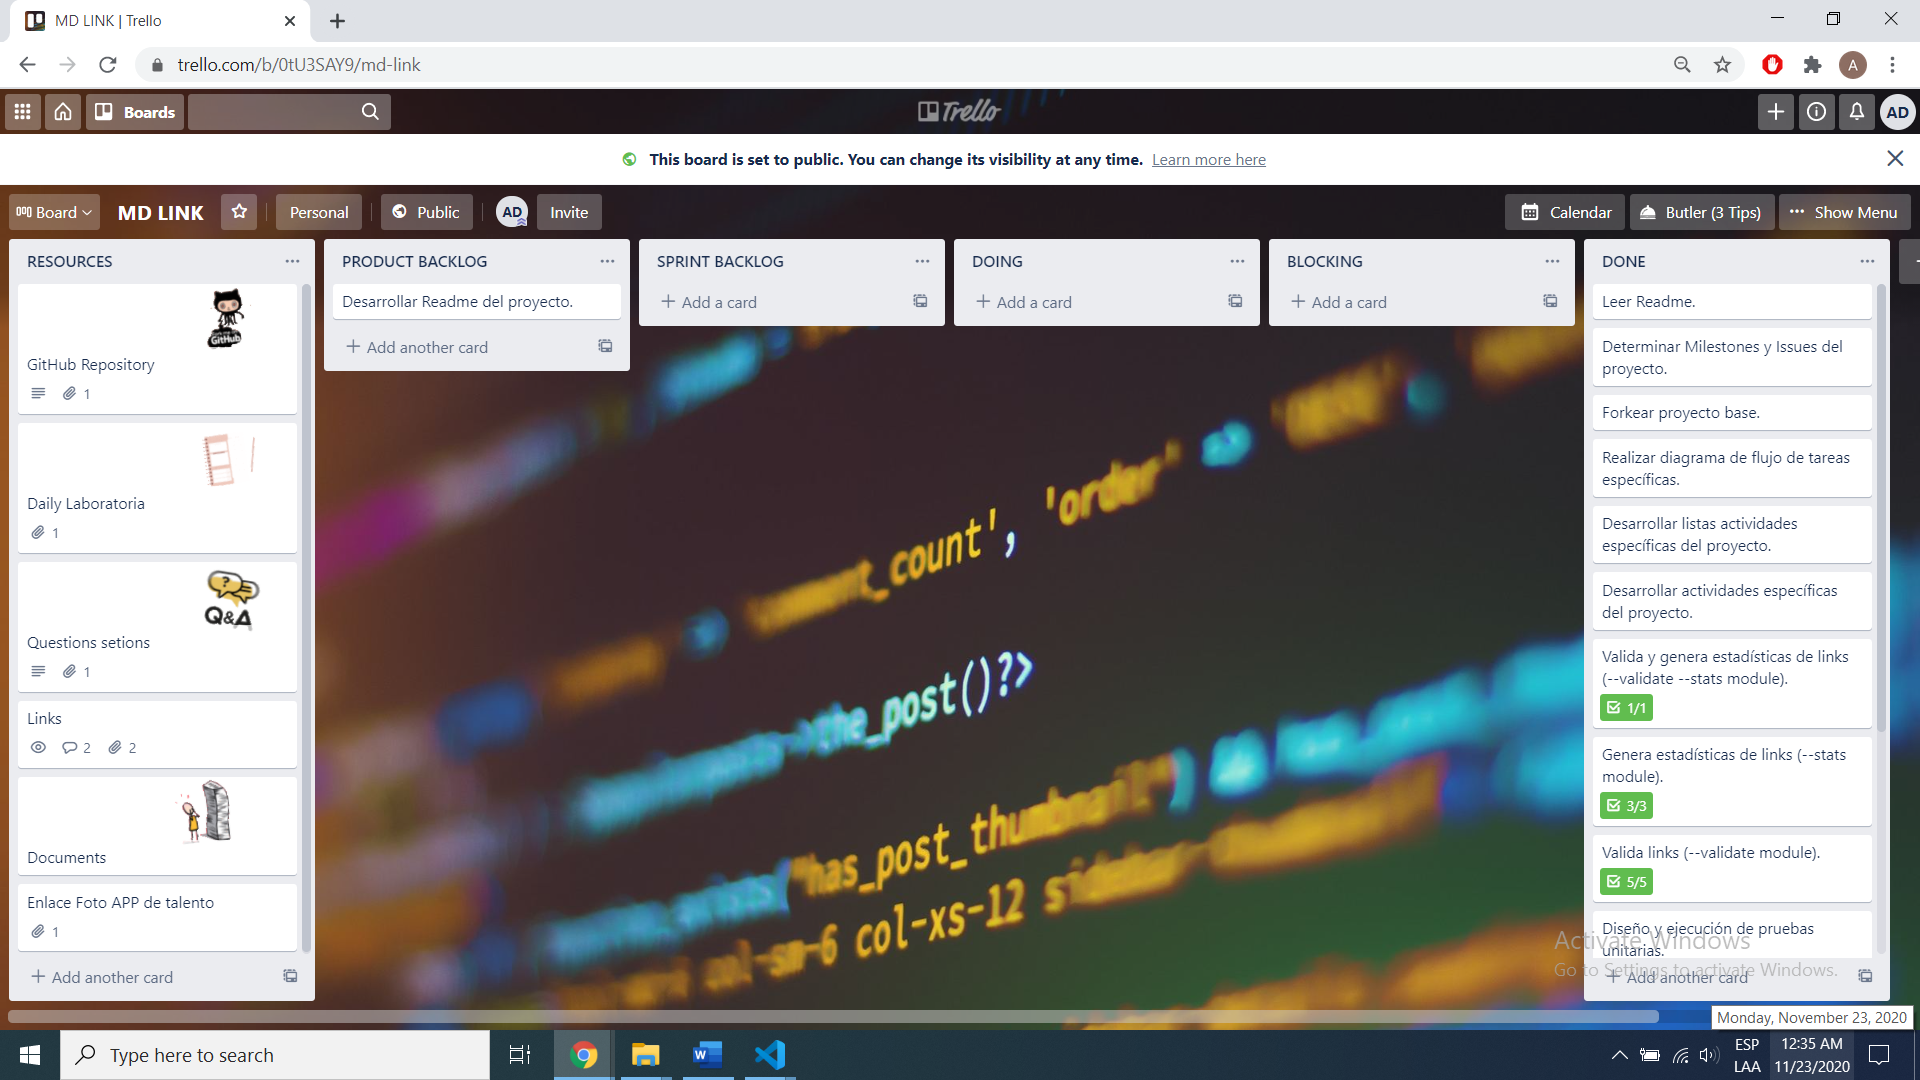 MD LINK | Trello
trello.com/b/0tU3SAY9/md-link
A
Boards
Trello
AD
This board is set to public. You can change its visibility at any time. Learn more here
Board
MD LINK
Personal
Public
AD
Invite
Calendar
Butler (3 Tips)
Show Menu
RESOURCES
GitHub
GitHub Repository
1
Daily Laboratoria
1
Q&A
Questions setions
1
Links
2
2
Documents
Enlace Foto APP de talento
1
Add another card
PRODUCT BACKLOG
Desarrollar Readme del proyecto.
Add another card
SPRINT BACKLOG
Add a card
DOING
Add a card
BLOCKING
Add a card
DONE
Leer Readme.
Determinar Milestones y Issues del
proyecto.
Forkear proyecto base.
Realizar diagrama de flujo de tareas
específicas.
Desarrollar listas actividades
específicas del proyecto.
Desarrollar actividades específicas
del proyecto.
Valida y genera estadísticas de links
(--validate --stats module).
1/1
Genera estadísticas de links (--stats
module).
3/3
Valida links (--validate module).
5/5
Diseño y ejecución de pruebas
unitarias.
Add another card
_count', 'order'
the_post()?>
"has_post_thumbnail")
col-sm-6 col-xs-12 sidebar
Activate Windows
Go to Settings to activate Windows.
Monday, November 23, 2020
Type here to search
ESP
LAA
12:35 AM
11/23/2020